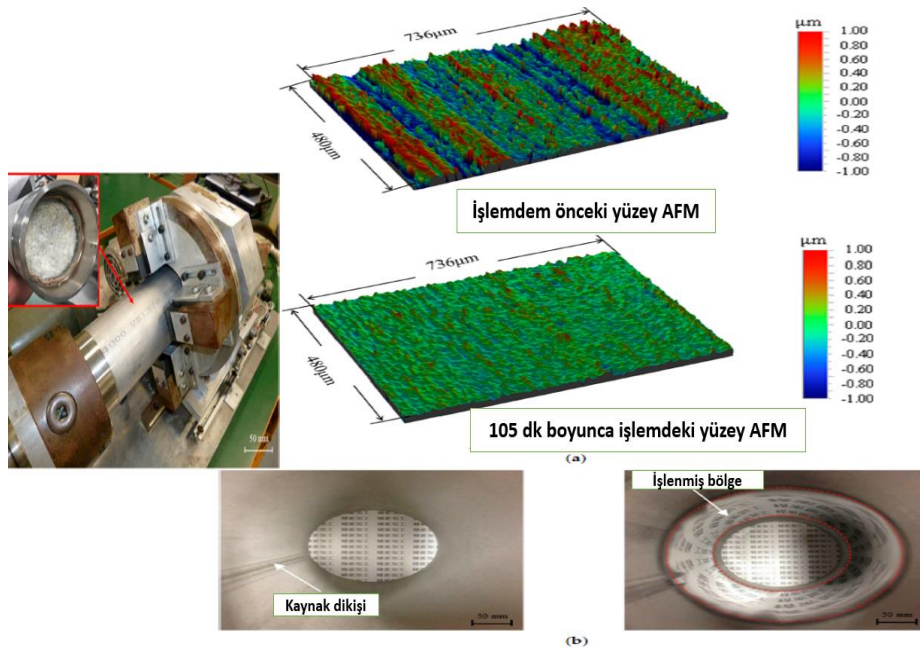 736µm
480µm
µm
1.00
0.80
0.60
0.40
0.20
0.00
-0.20
-0.40
-0.60
-0.80
-1.00
İşlemdem önceki yüzey AFM
736µm
480µm
µm
1.00
0.80
0.60
0.40
0.20
0.00
-0.20
-0.40
-0.60
-0.80
-1.00
50 mm
105 dk boyunca işlemdeki yüzey AFM
(a)
Kaynak dikişi
50 mm
İşlenmiş bölge
50 mm
(b)